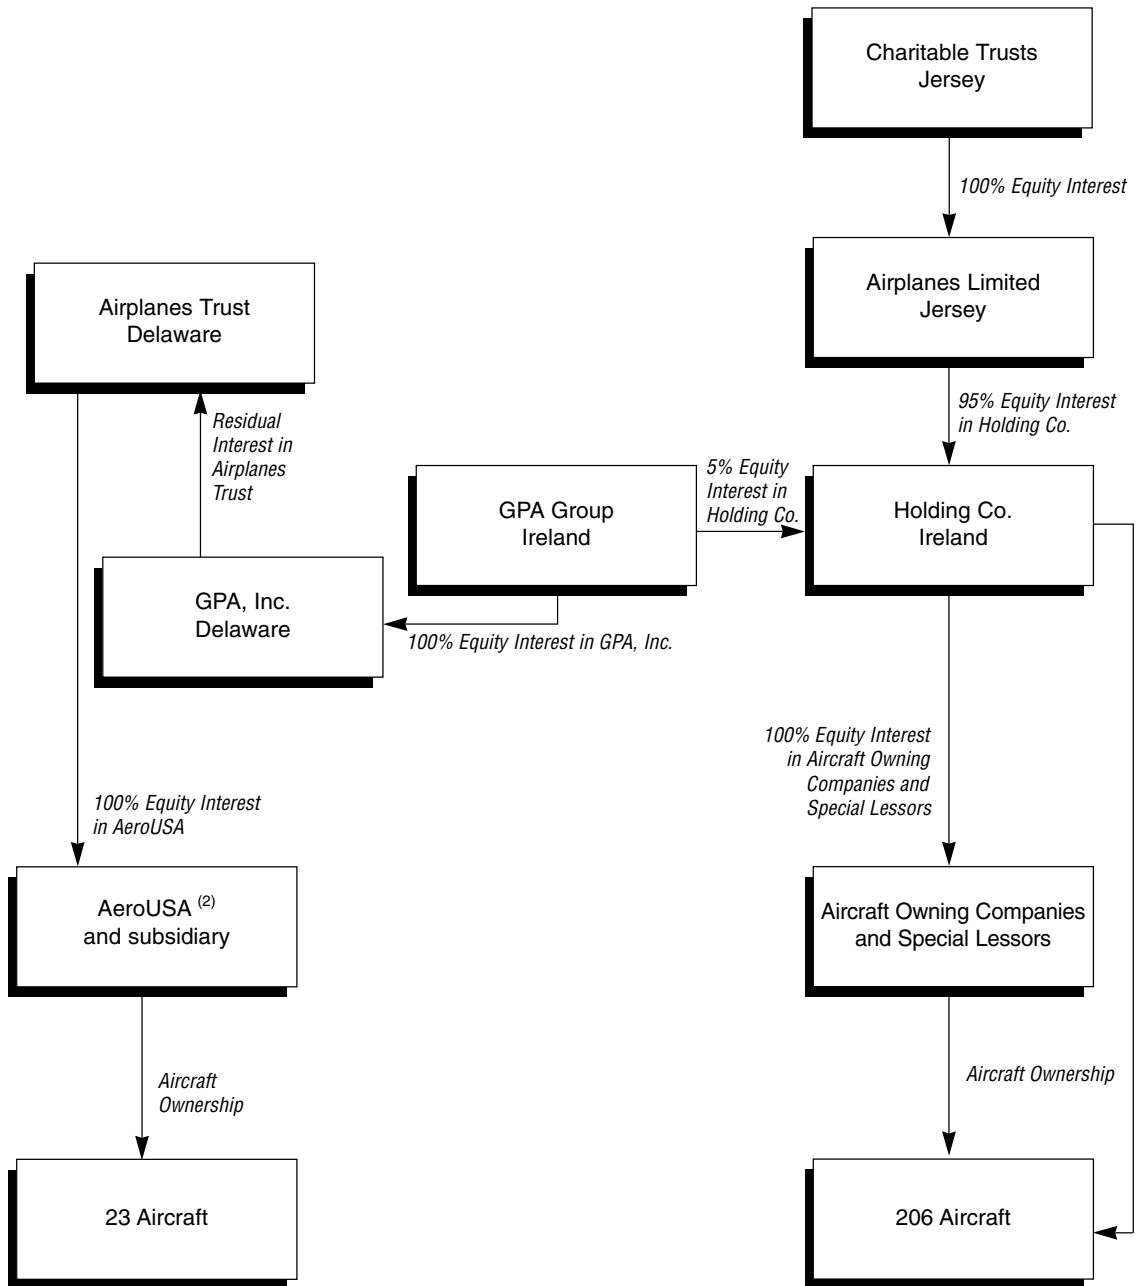 Charitable Trusts
Jersey
100% Equity Interest
Airplanes Limited
Jersey
Airplanes Trust
Delaware
95% Equity Interest
in Holding Co.
Residual
Interest in
Airplanes
Trust
GPA Group
Ireland
5% Equity
Interest in
Holding Co.
Holding Co.
Ireland
GPA, Inc.
Delaware
100% Equity Interest in GPA, Inc.
100% Equity Interest
in Aircraft Owning
Companies and
Special Lessors
100% Equity Interest
in AeroUSA
AeroUSA (2)
and subsidiary
Aircraft Owning Companies
and Special Lessors
Aircraft
Ownership
Aircraft Ownership
23 Aircraft
206 Aircraft